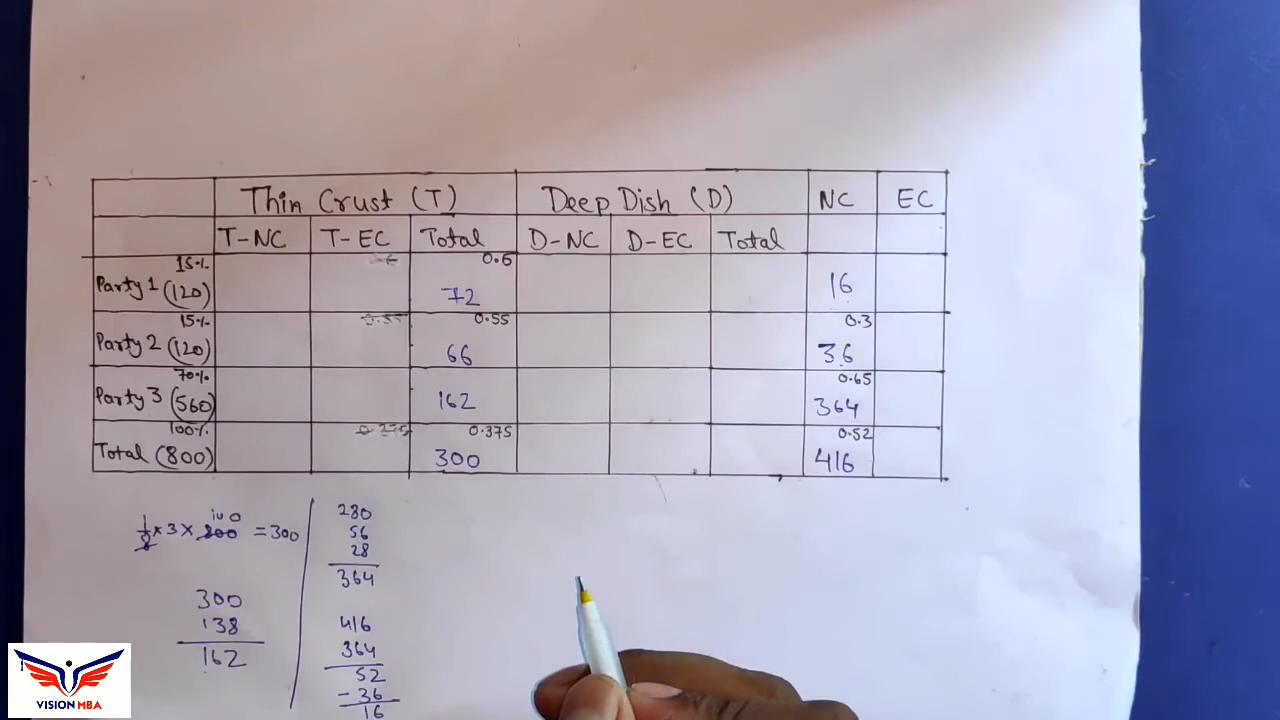 Thin Crust (T) Deep Dish (D) NC EC
T-NC T-EC Total D-NC D-EC Total
15% 0.6
Party 1 (120) 72 16
15% 0.55 0.3
Party 2 (120) 66 36
70% 0.65
Party 3 (560) 162 364
100% 0.375 0.52
Total (800) 300 416
1/8 × 3 × 800 = 300
100
300
138
162
280
56
28
364
416
364
52
- 36
16
VISION MBA